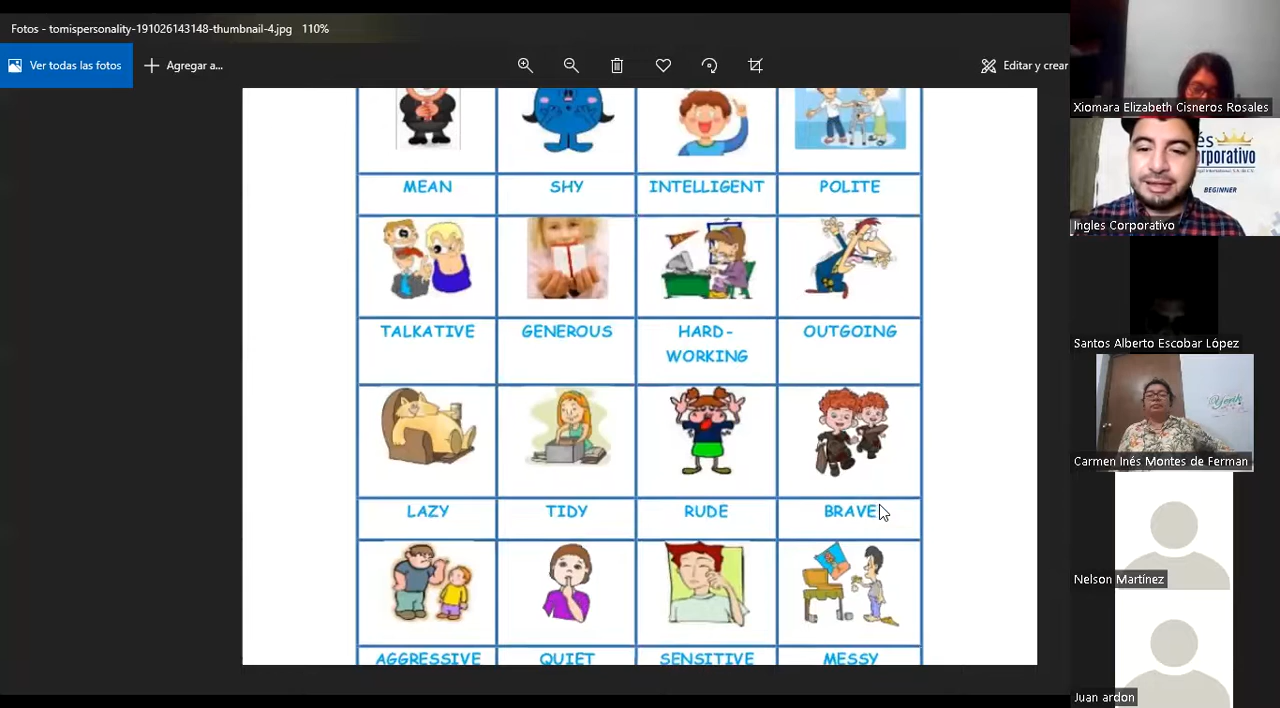 Fotos - tomispersonality-191026143148-thumbnail-4.jpg 110%
Ver todas las fotos
Agregar a...
Editar y crear
MEAN
SHY
INTELLIGENT
POLITE
TALKATIVE
GENEROUS
HARD-
WORKING
OUTGOING
LAZY
TIDY
RUDE
BRAVE
AGGRESSIVE
QUIET
SENSITIVE
MESSY
Xiomara Elizabeth Cisneros Rosales
BEGINNER
Ingles Corporativo
Santos Alberto Escobar López
Carmen Inés Montes de Ferman
Nelson Martínez
Juan ardon